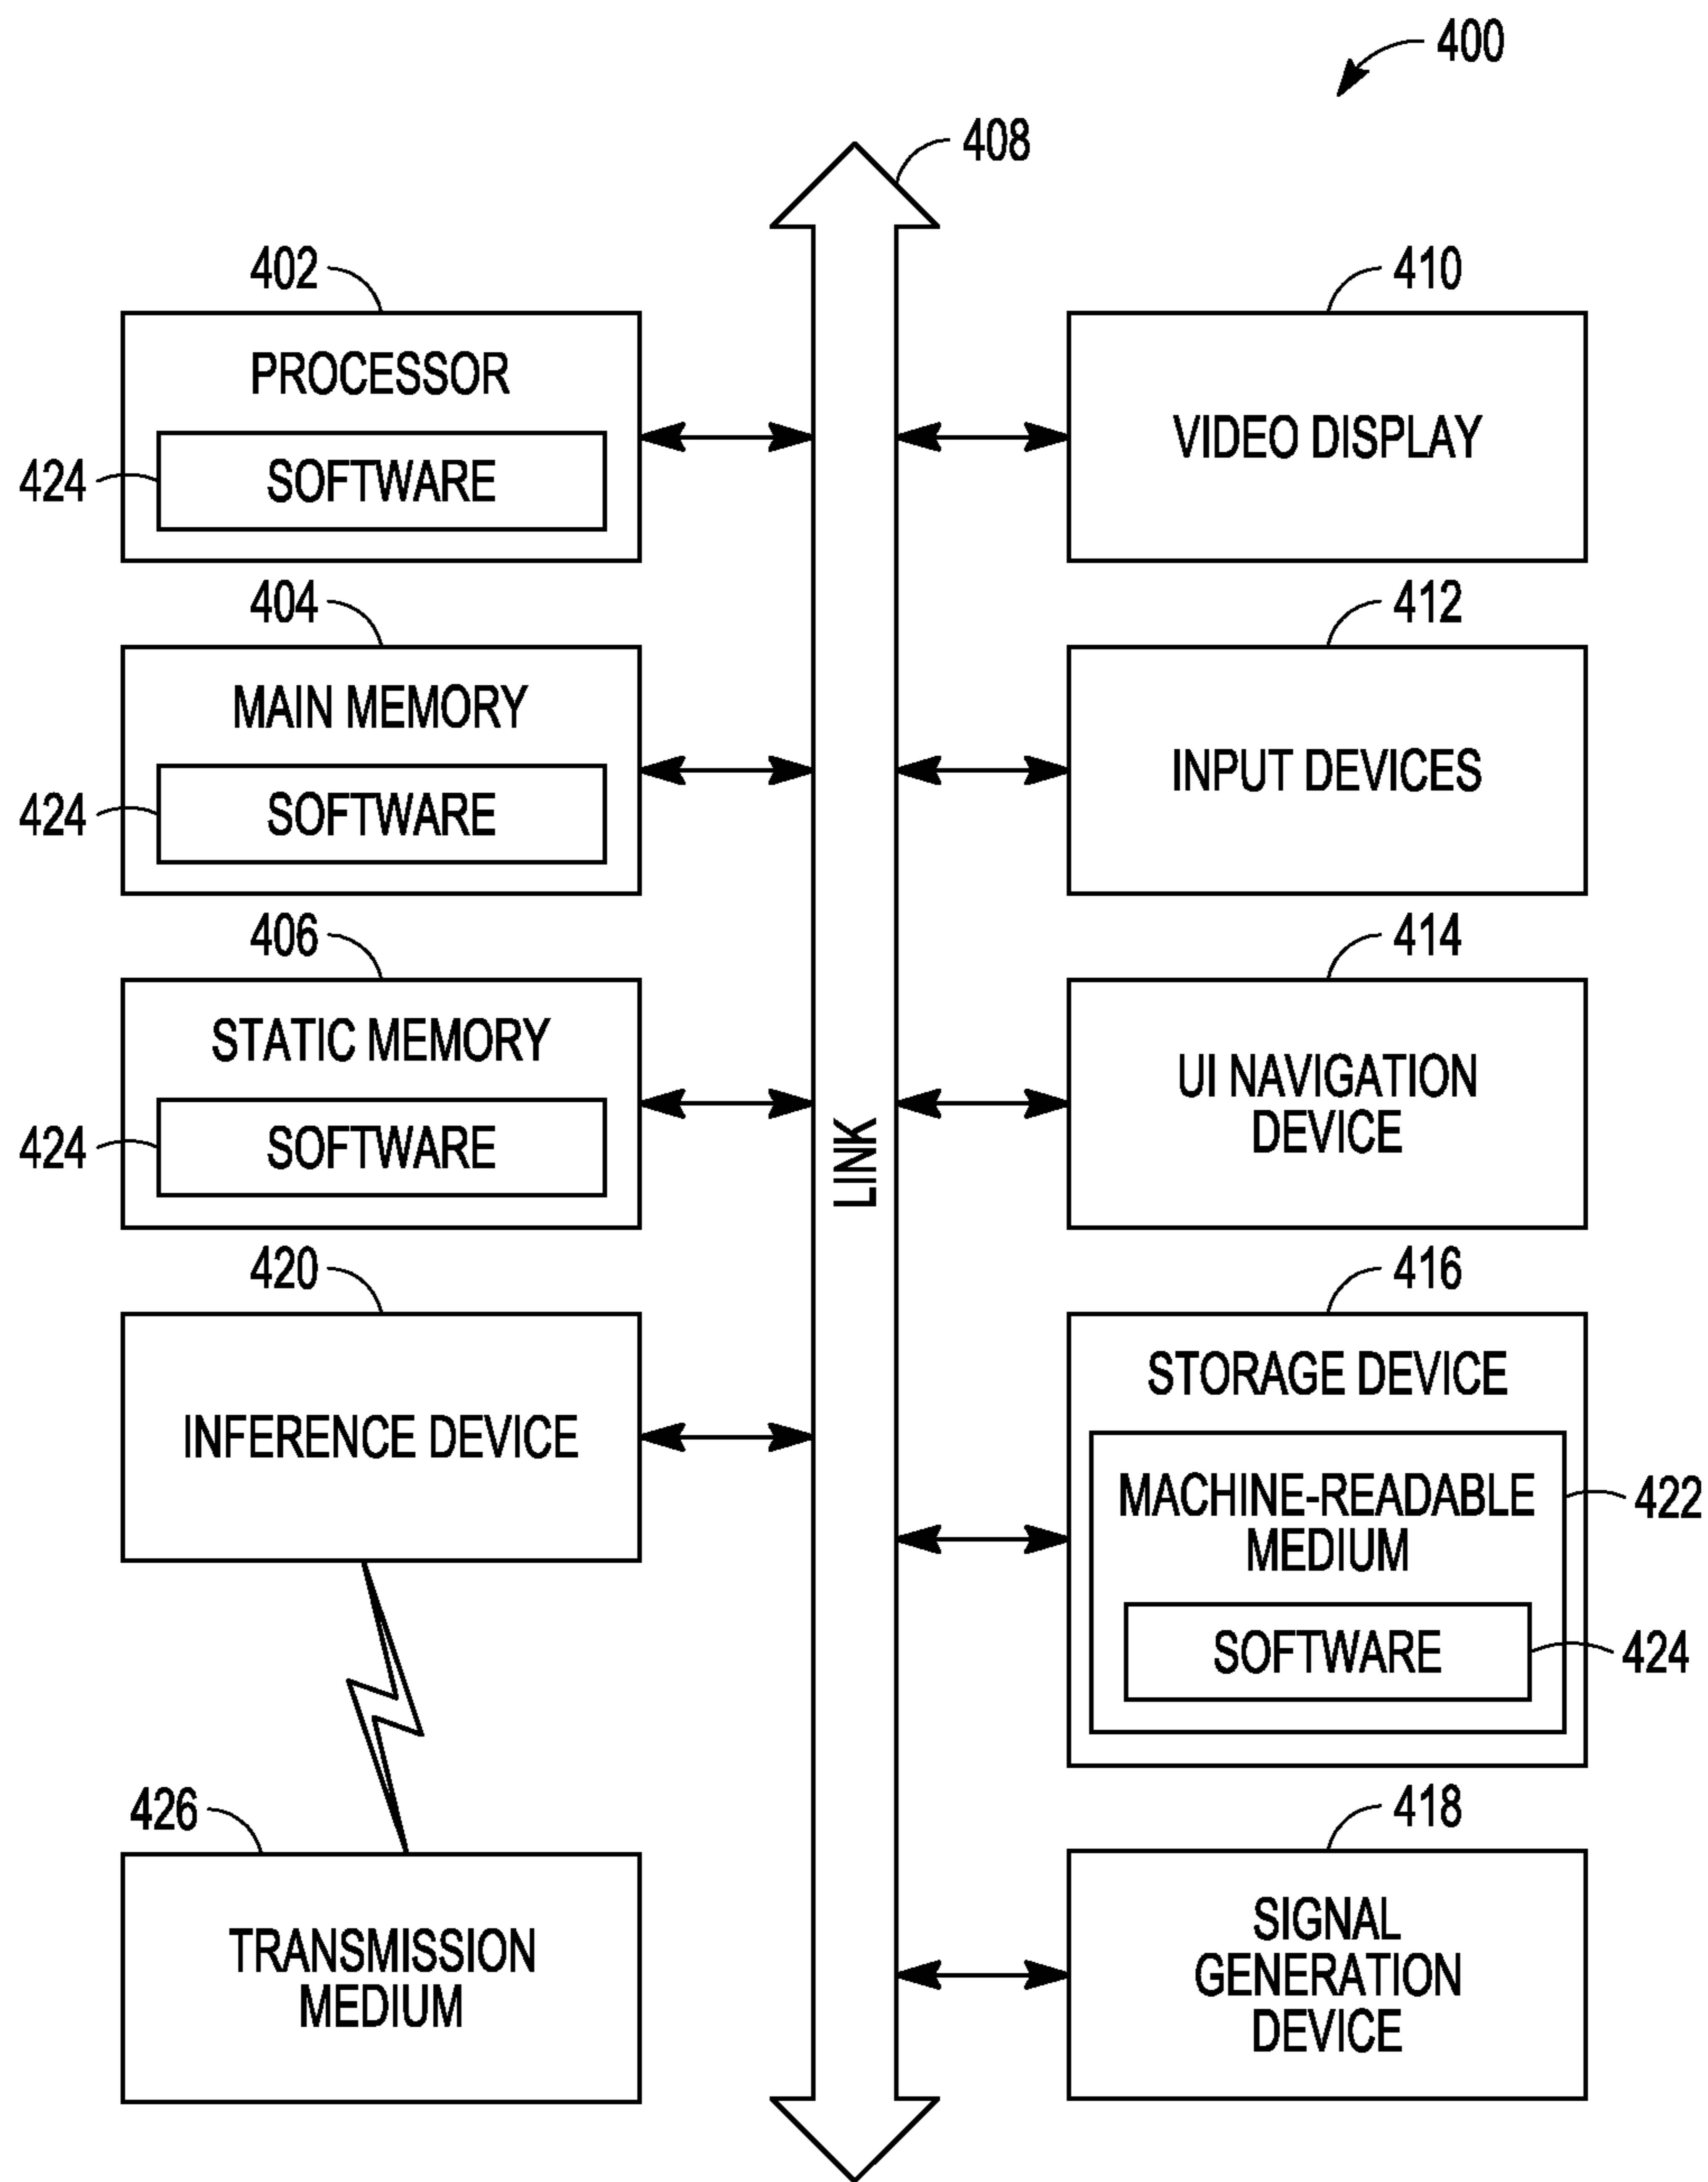 400
408
402
PROCESSOR
424
SOFTWARE
404
MAIN MEMORY
424
SOFTWARE
406
STATIC MEMORY
424
SOFTWARE
420
INFERENCE DEVICE
426
TRANSMISSION
MEDIUM
LINK
410
VIDEO DISPLAY
412
INPUT DEVICES
414
UI NAVIGATION
DEVICE
416
STORAGE DEVICE
MACHINE-READABLE
MEDIUM
422
SOFTWARE
424
418
SIGNAL
GENERATION
DEVICE